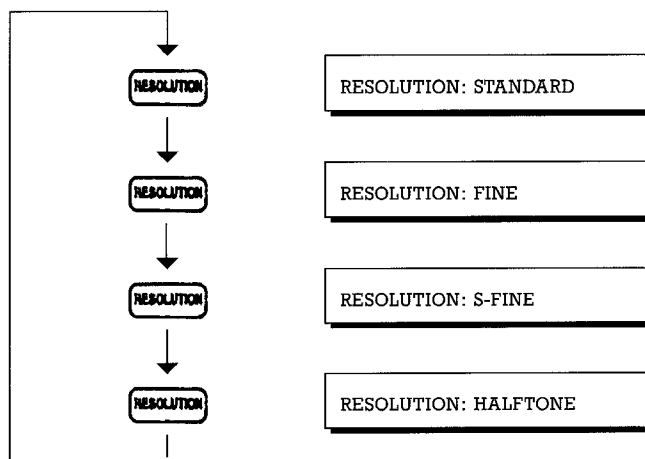 RESOLUTION
RESOLUTION: STANDARD
RESOLUTION
RESOLUTION: FINE
RESOLUTION
RESOLUTION: S-FINE
RESOLUTION
RESOLUTION: HALFTONE